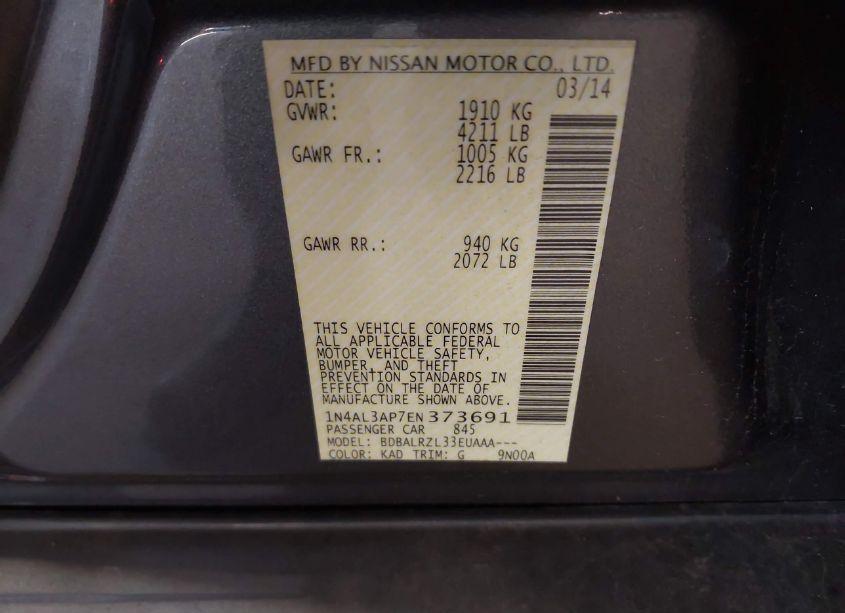 MFD BY NISSAN MOTOR CO., LTD.
DATE: 03/14
GVWR: 1910 KG
4211 LB
GAWR FR.: 1005 KG
2216 LB
GAWR RR.: 940 KG
2072 LB
THIS VEHICLE CONFORMS TO
ALL APPLICABLE FEDERAL
MOTOR VEHICLE SAFETY,
BUMPER, AND THEFT
PREVENTION STANDARDS IN
EFFECT ON THE DATE OF
MANUFACTURE SHOWN ABOVE.
1N4AL3AP7EN373691
PASSENGER CAR 845
MODEL: BDBALRZL33EUAAA---
COLOR: KAD TRIM: G 9N00A